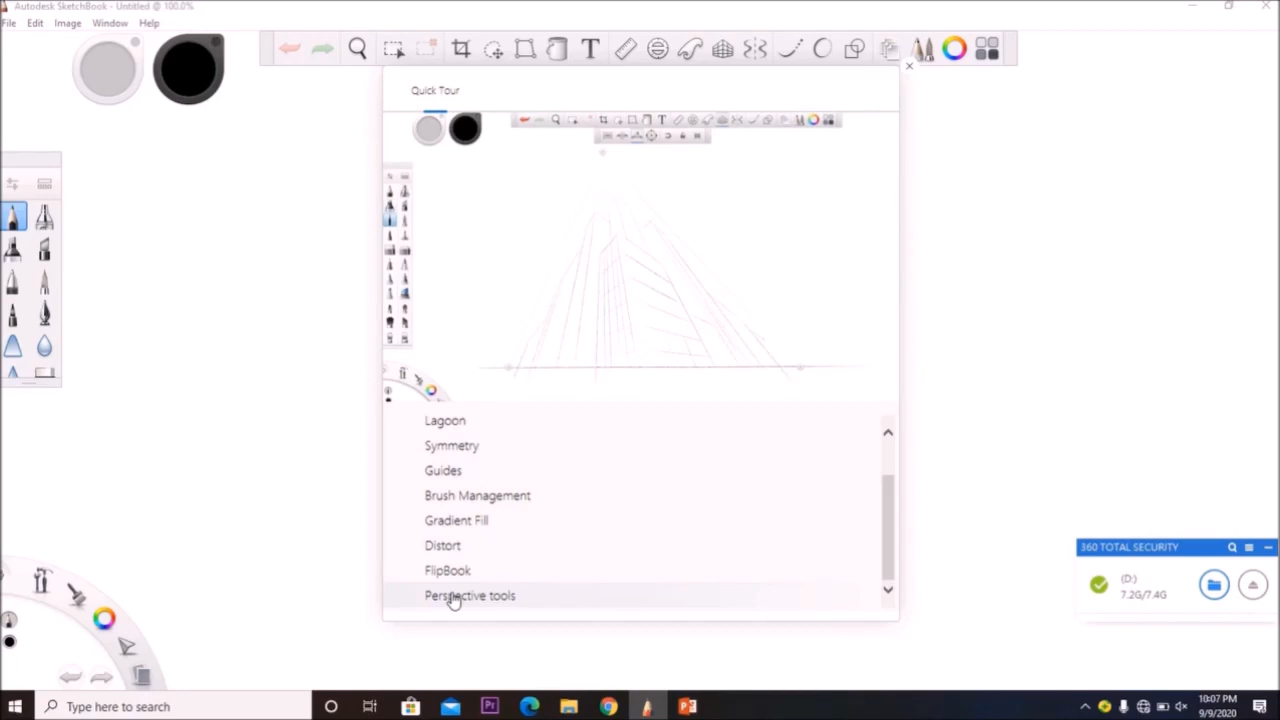 Autodesk SketchBook - Untitled @ 100.0%
File Edit Image Window Help
T
Quick Tour
T
Lagoon
Symmetry
Guides
Brush Management
Gradient Fill
Distort
FlipBook
Perspective tools
360 TOTAL SECURITY
(D:)
7.2G/7.4G
Type here to search
Pr
10:07 PM
9/9/2020